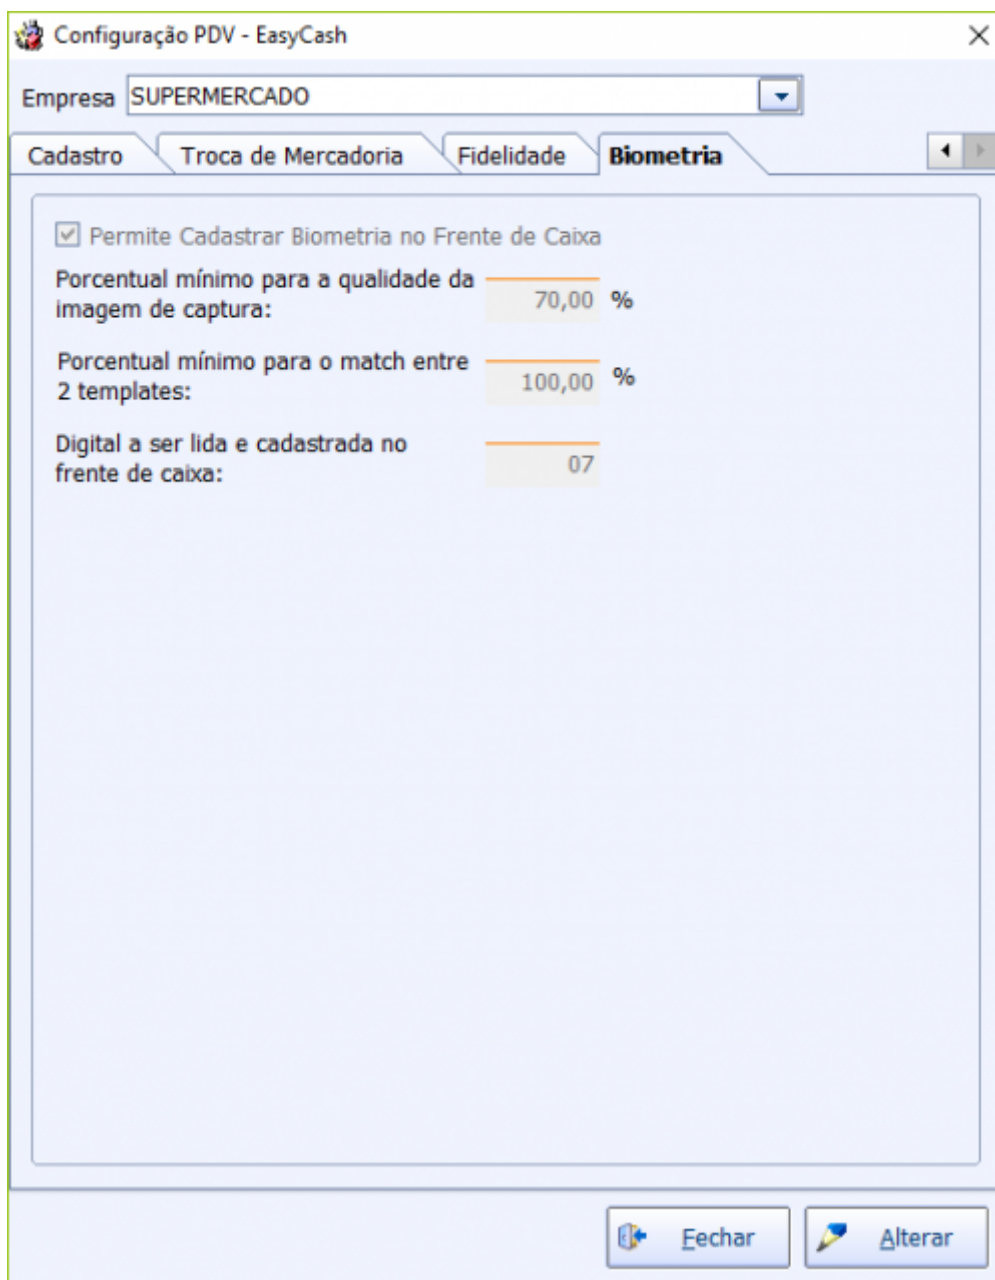 Configuração PDV - EasyCash
Empresa SUPERMERCADO
Cadastro Troca de Mercadoria Fidelidade Biometria
Permite Cadastrar Biometria no Frente de Caixa
Porcentual mínimo para a qualidade da
imagem de captura: 70,00 %
Porcentual mínimo para o match entre
2 templates: 100,00 %
Digital a ser lida e cadastrada no
frente de caixa: 07
Fechar Alterar